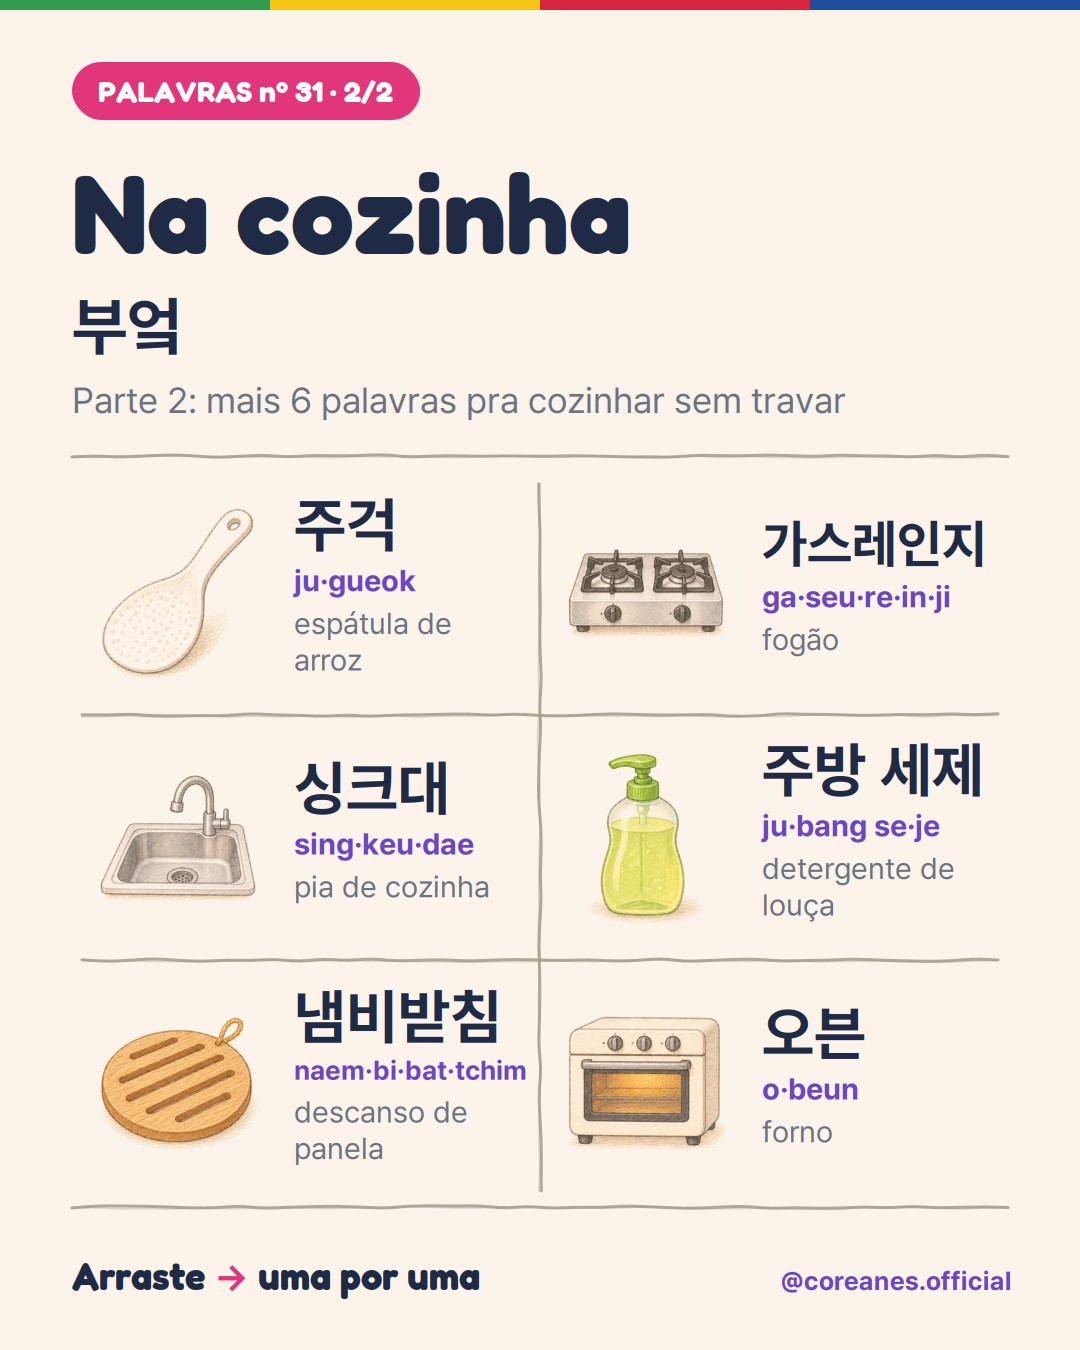 PALAVRAS nº 31 · 2/2
Na cozinha
부엌
Parte 2: mais 6 palavras pra cozinhar sem travar
주걱
ju·gueok
espátula de
arroz
가스레인지
ga·seu·re·in·ji
fogão
싱크대
sing·keu·dae
pia de cozinha
주방 세제
ju·bang se·je
detergente de
louça
냄비받침
naem·bi·bat·tchim
descanso de
panela
오븐
o·beun
forno
Arraste → uma por uma
@coreanes.official